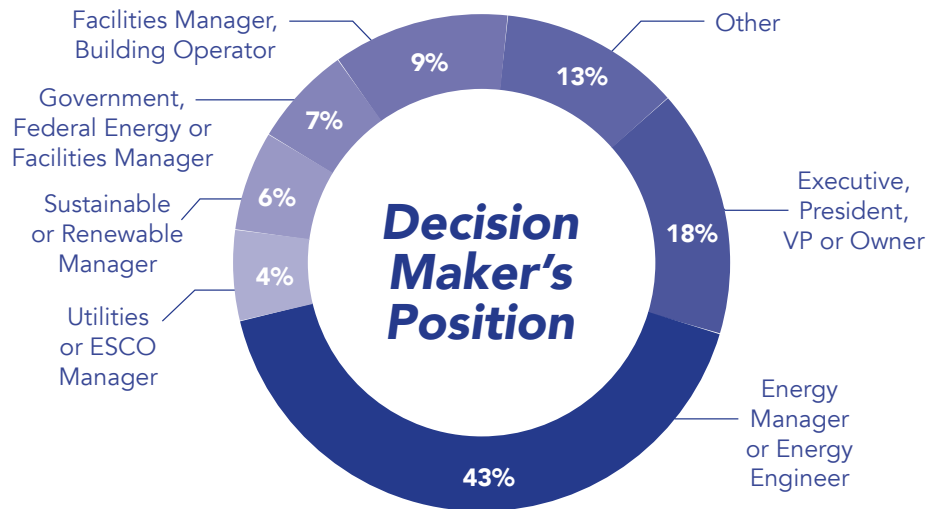 Facilities Manager,
Building Operator
9%
Other
13%
Government,
Federal Energy or
Facilities Manager
7%
Executive,
President,
VP or Owner
18%
Sustainable
or Renewable
Manager
6%
Decision
Maker’s
Position
Utilities
or ESCO
Manager
4%
Energy
Manager
or Energy
Engineer
43%